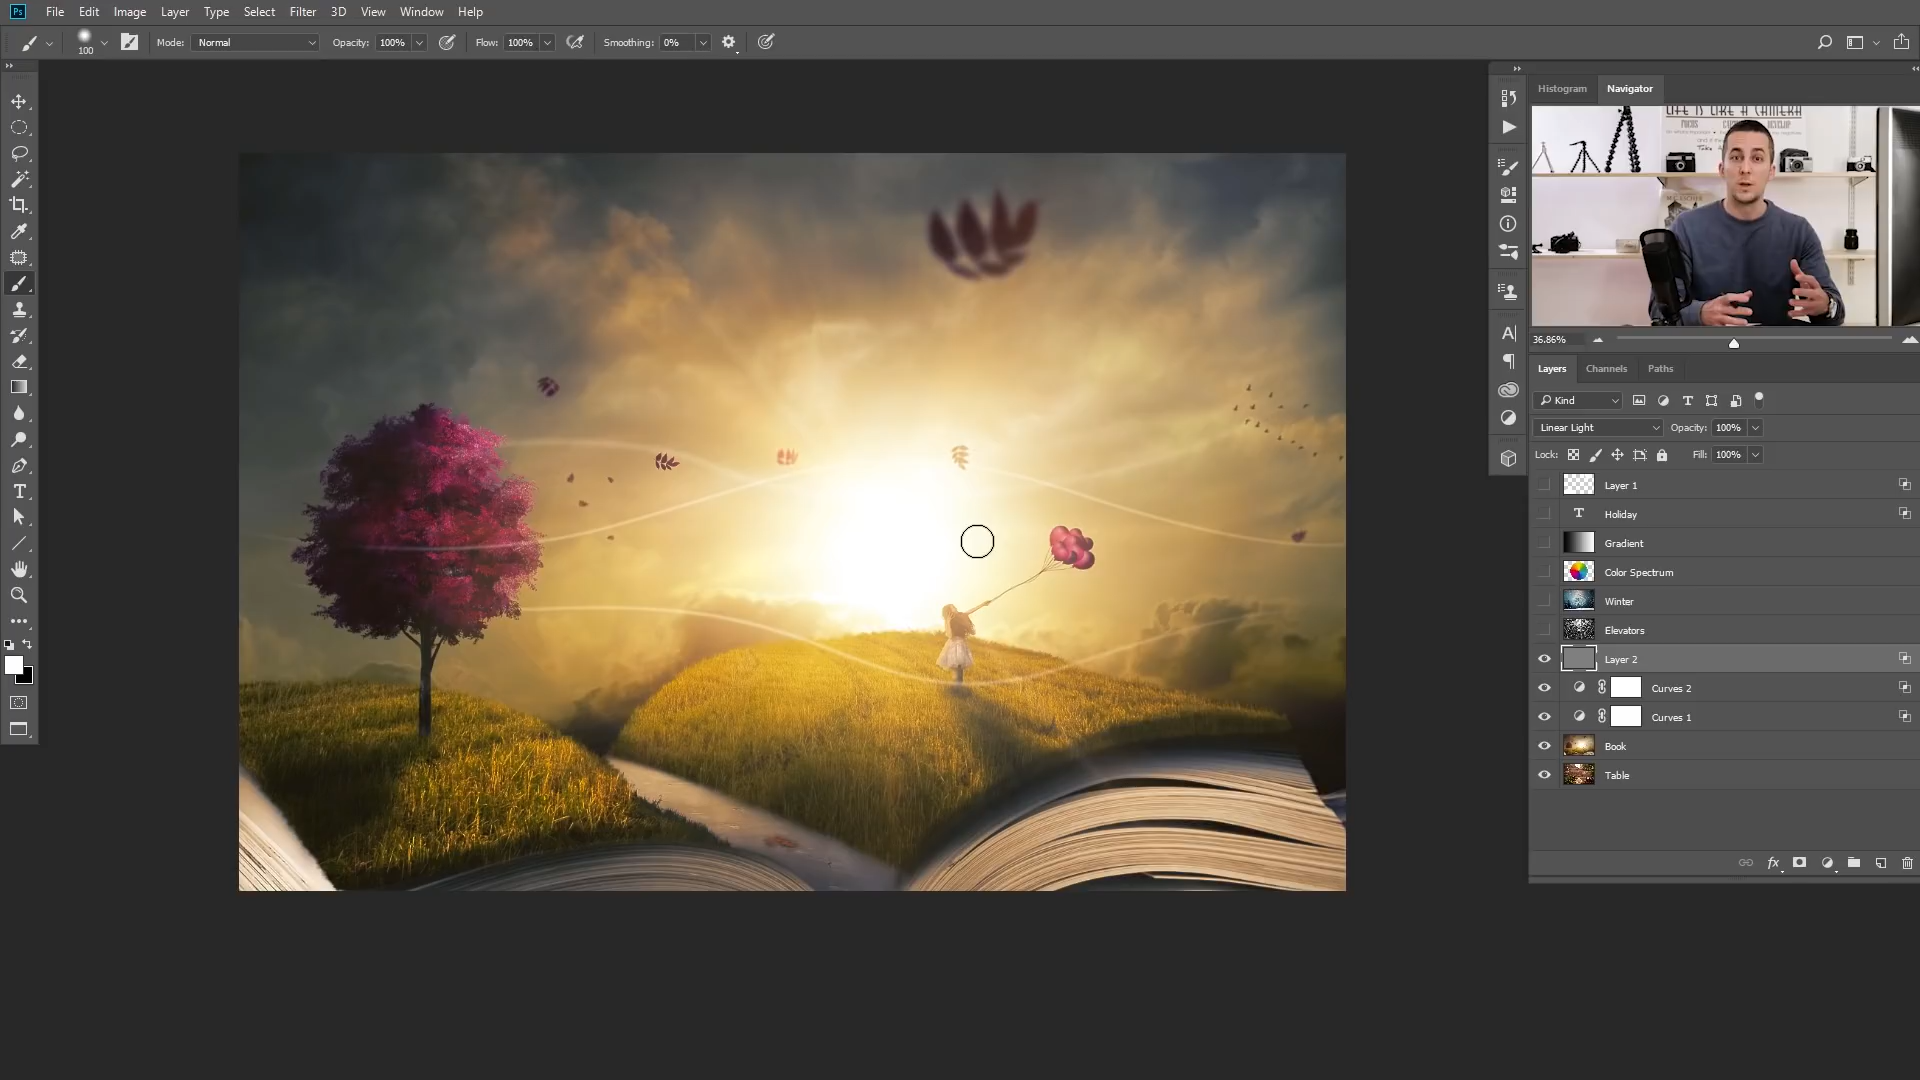 Ps File Edit Image Layer Type Select Filter 3D View Window Help
100 Mode: Normal Opacity: 100% Flow: 100% Smoothing: 0%
Histogram Navigator
LIFE IS LIKE A CAMERA
36.86%
Layers Channels Paths
Kind
Linear Light Opacity: 100%
Lock: Fill: 100%
Layer 1
Holiday
Gradient
Color Spectrum
Winter
Elevators
Layer 2
Curves 2
Curves 1
Book
Table
fx